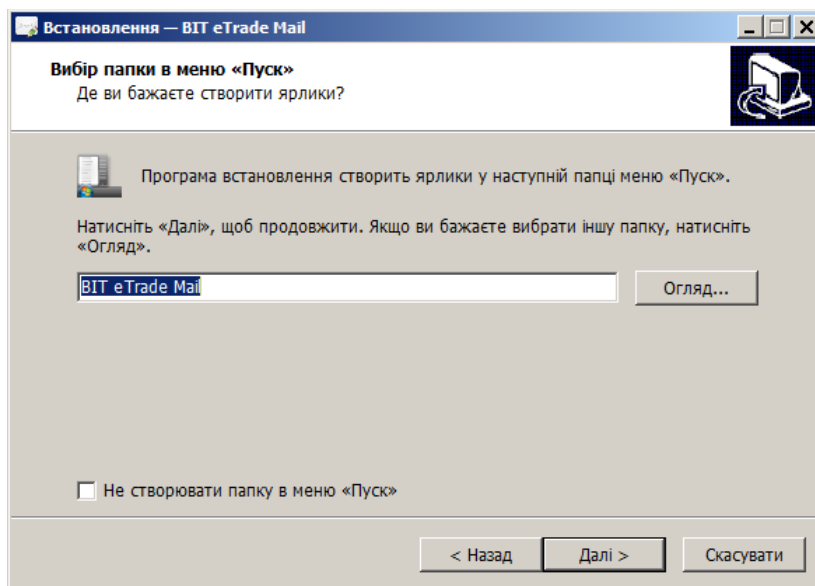 Встановлення — BIT eTrade Mail
Вибір папки в меню «Пуск»
Де ви бажаєте створити ярлики?
Програма встановлення створить ярлики у наступній папці меню «Пуск».
Натисніть «Далі», щоб продовжити. Якщо ви бажаєте вибрати іншу папку, натисніть
«Огляд».
BIT eTrade Mail
Огляд...
Не створювати папку в меню «Пуск»
< Назад
Далі >
Скасувати